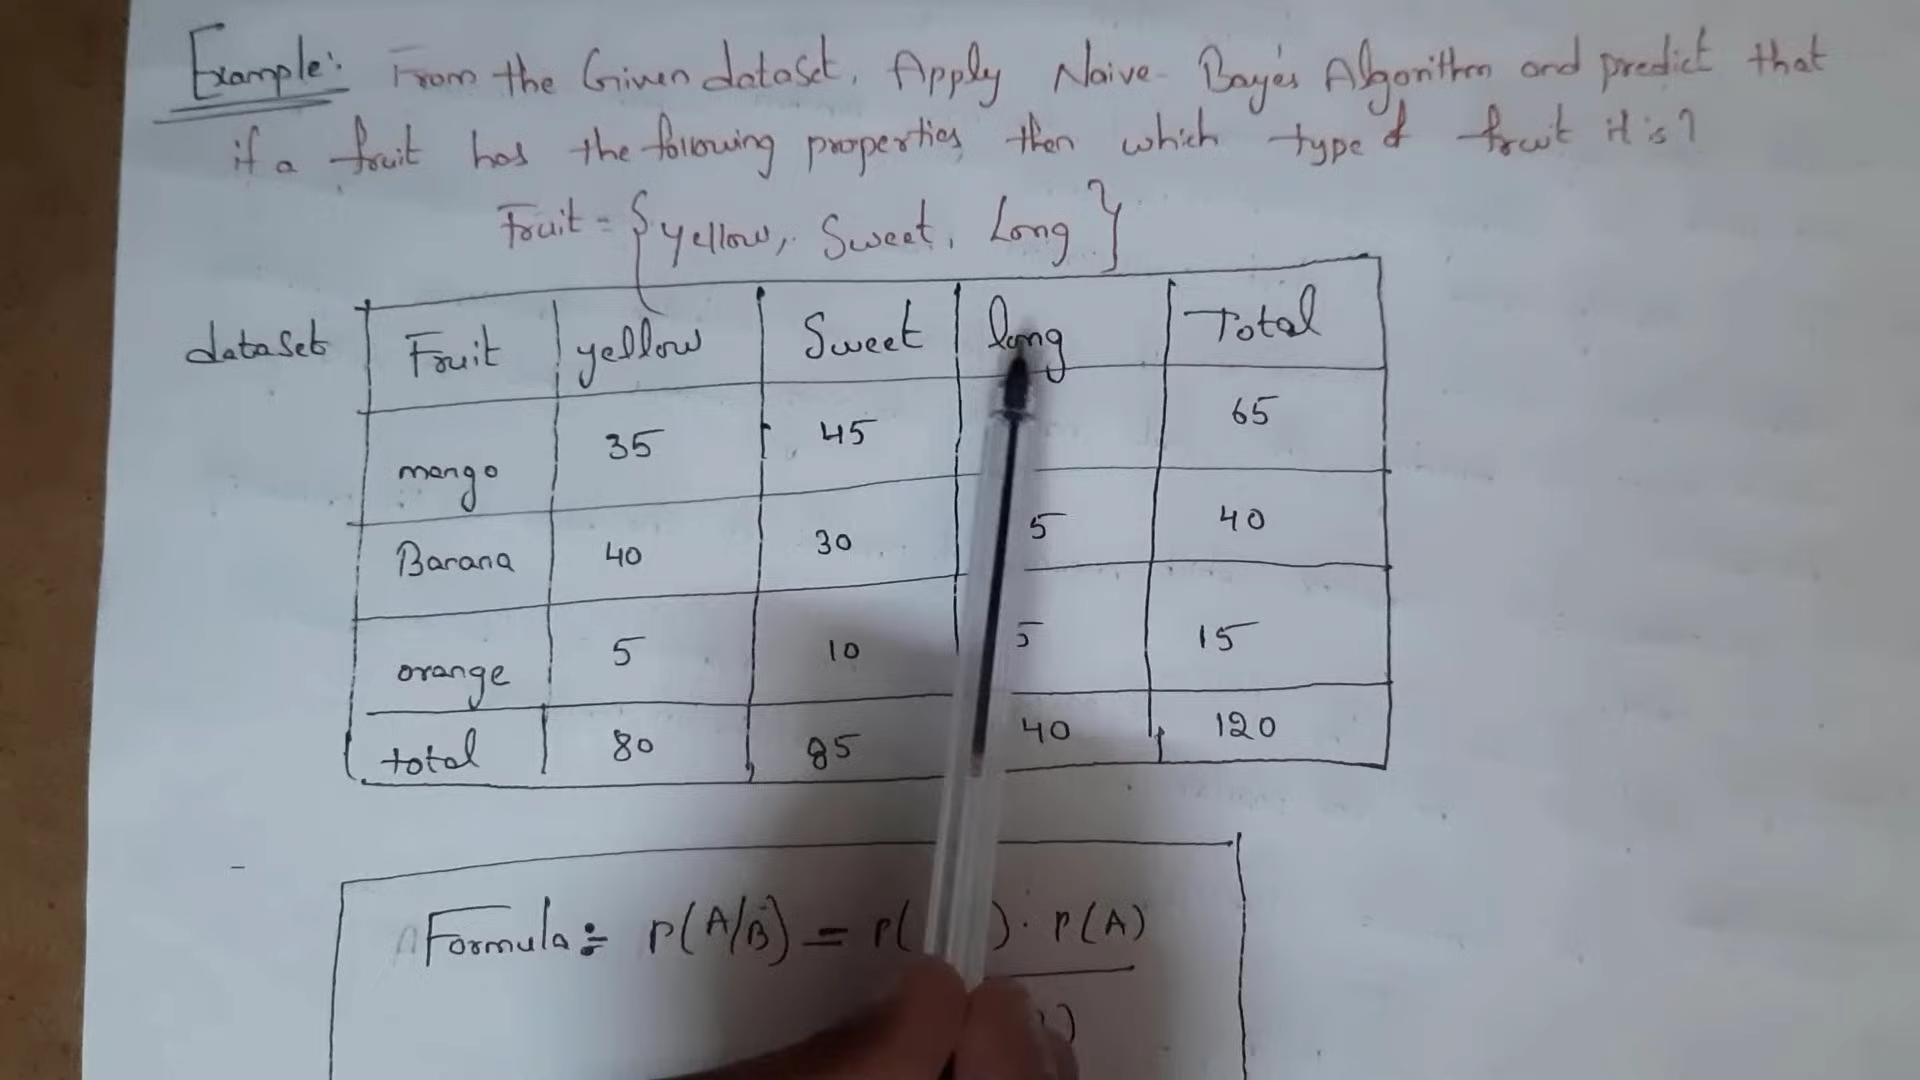 Example: From the Given dataset, Apply Naive Baye's Algorithm and predict that
if a fruit has the following properties then which type of fruit it is?
Fruit = {yellow, Sweet, Long}
dataset
Fruit yellow Sweet long Total
mango 35 45 65
Banana 40 30 5 40
orange 5 10 5 15
total 80 85 40 120
Formula: P(A/B) = P( ) . P(A)
)